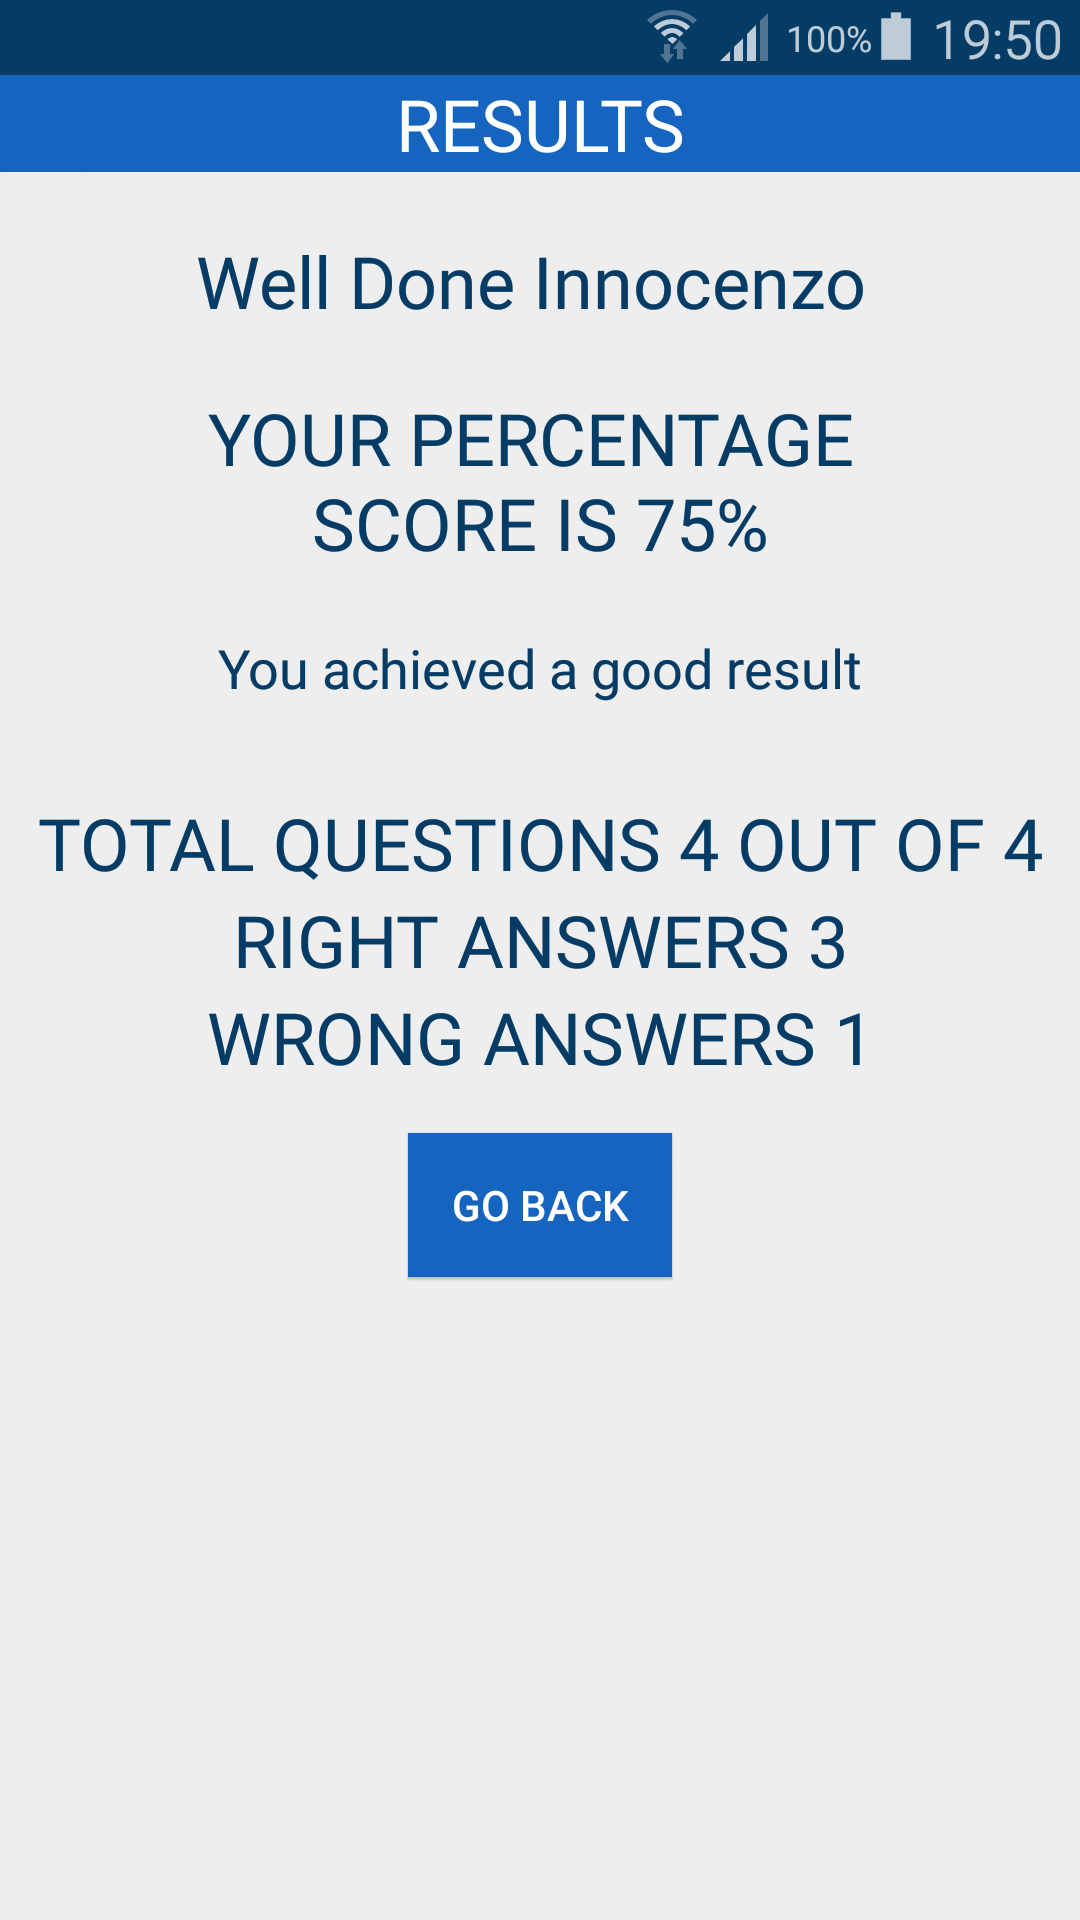 100% 19:50
RESULTS
Well Done Innocenzo
YOUR PERCENTAGE
SCORE IS 75%
You achieved a good result
TOTAL QUESTIONS 4 OUT OF 4
RIGHT ANSWERS 3
WRONG ANSWERS 1
GO BACK